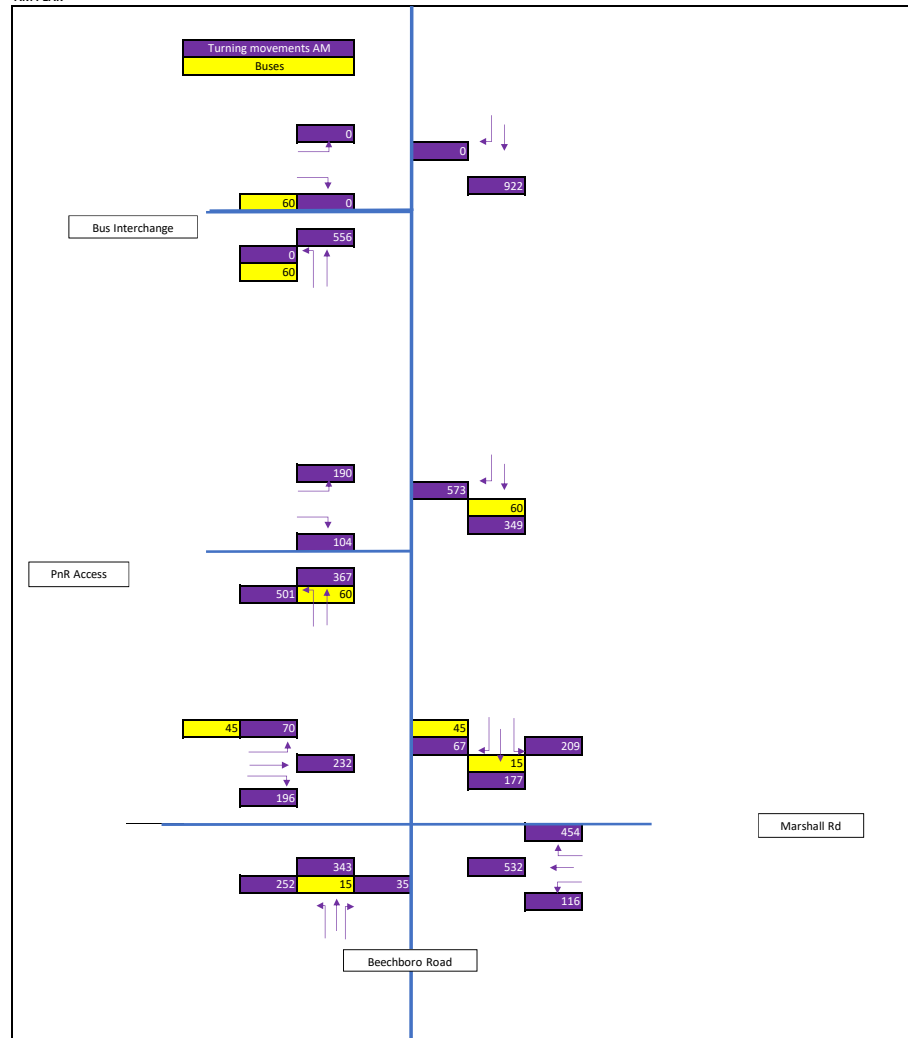 Turning movements AM
Buses
0
0
922
60 0
Bus Interchange
556
0
60
190
573
60
349
104
PnR Access
367
501 60
45 70 45
67 209
232 15
177
196
454
Marshall Rd
343 532
252 15 35
116
Beechboro Road